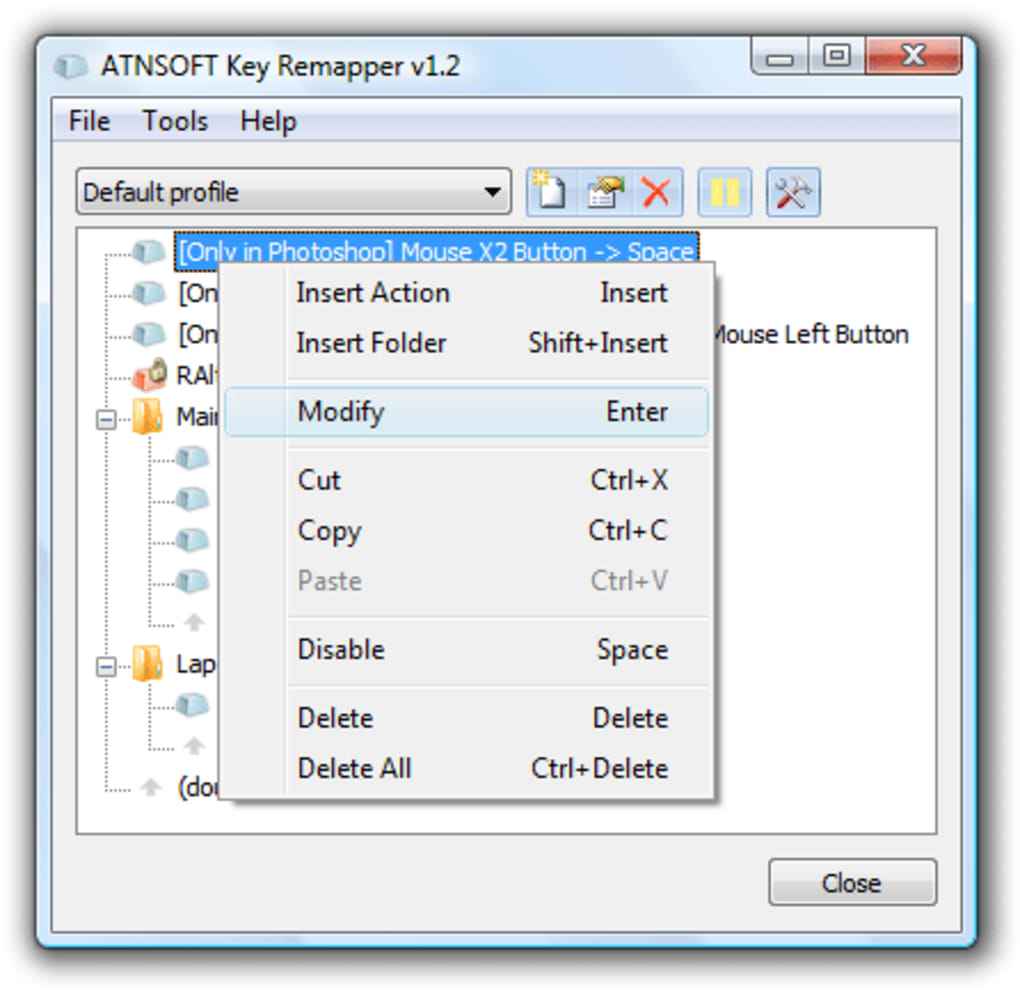 ATNSOFT Key Remapper v1.2
File Tools Help
Default profile
[Only in Photoshop] Mouse X2 Button -> Space
[On
[On Mouse Left Button
RAl
Mai
Lap
(dou
Insert Action Insert
Insert Folder Shift+Insert
Modify Enter
Cut Ctrl+X
Copy Ctrl+C
Paste Ctrl+V
Disable Space
Delete Delete
Delete All Ctrl+Delete
Close